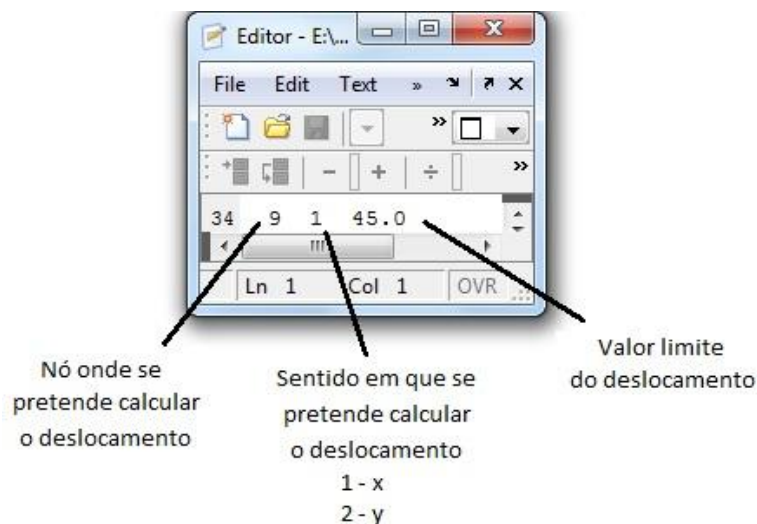 Editor - E:\...
File Edit Text »
»
»
34 9 1 45.0
Ln 1 Col 1 OVR
Nó onde se
pretende calcular
o deslocamento
Sentido em que se
pretende calcular
o deslocamento
1 - x
2 - y
Valor limite
do deslocamento